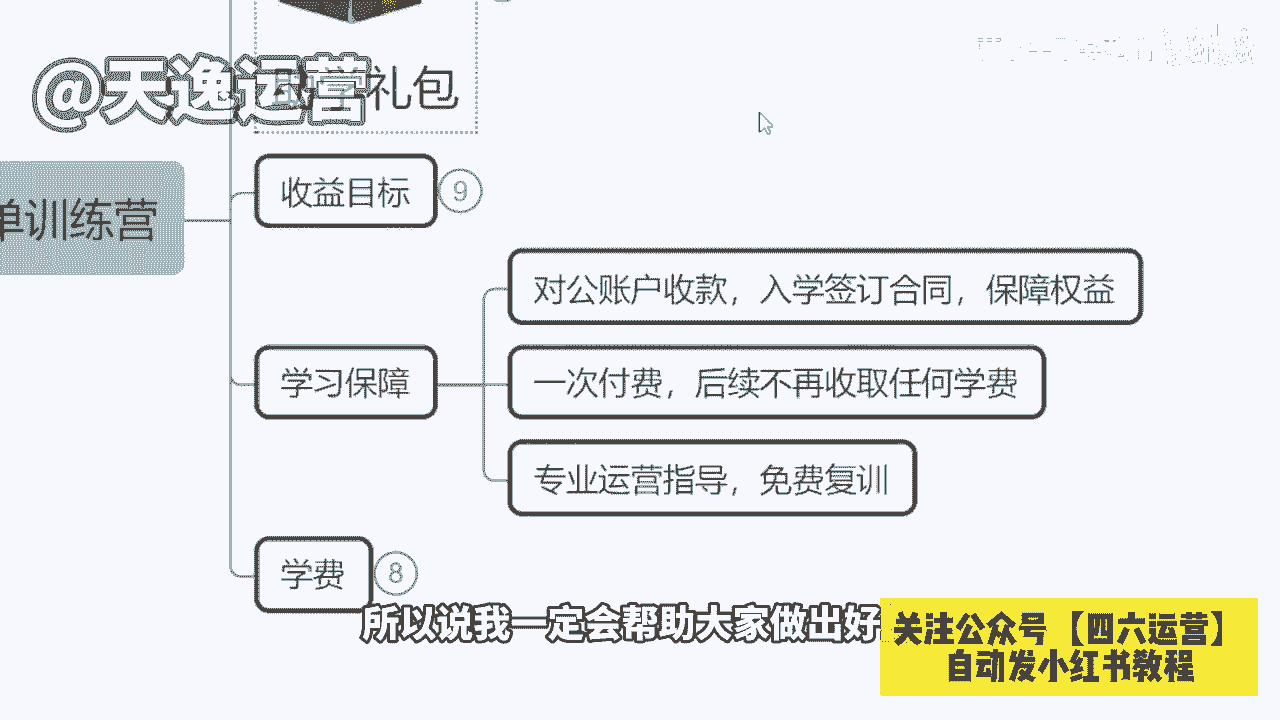 @天逸运营
礼包
收益目标
9
单训练营
对公账户收款，入学签订合同，保障权益
学习保障
一次付费，后续不再收取任何学费
专业运营指导，免费复训
学费
8
所以说我一定会帮助大家做出好
关注公众号【四六运营】
自动发小红书教程